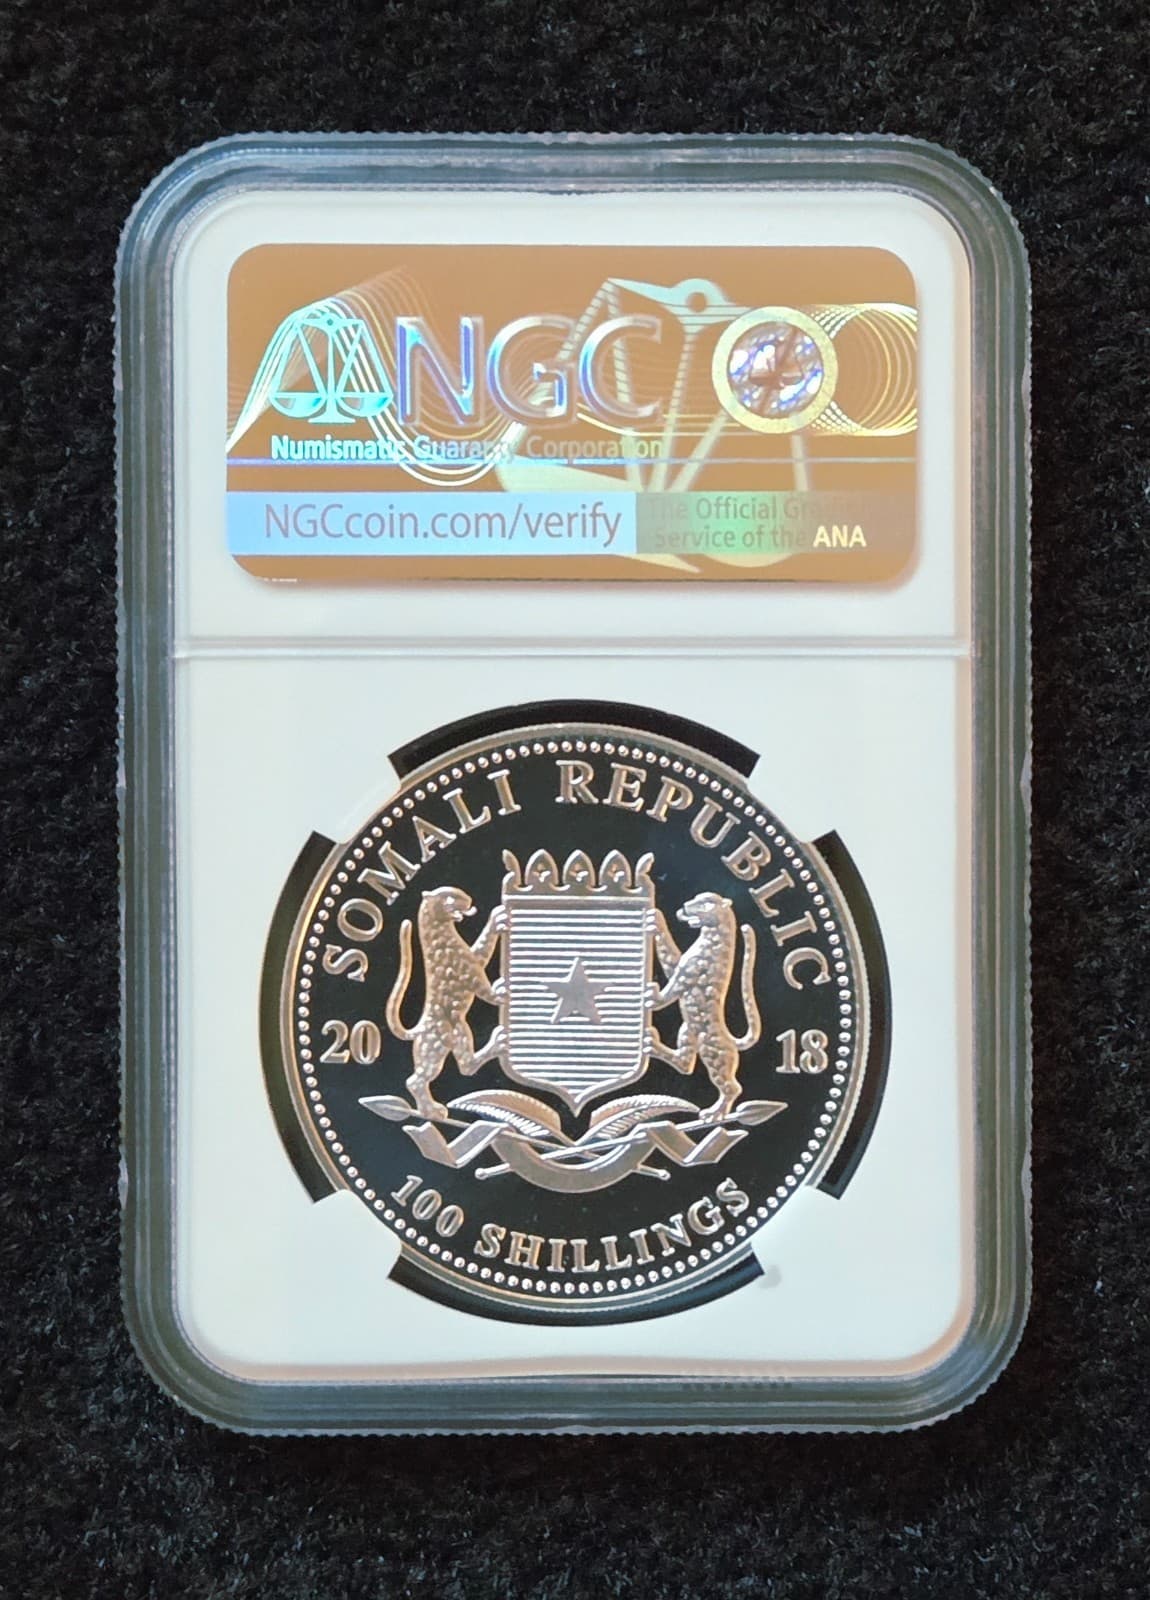 NGC
Numismatic Guaranty Corporation
NGCcoin.com/verify
The Official Grading
Service of the ANA
SOMALI REPUBLIC
20 18
100 SHILLINGS